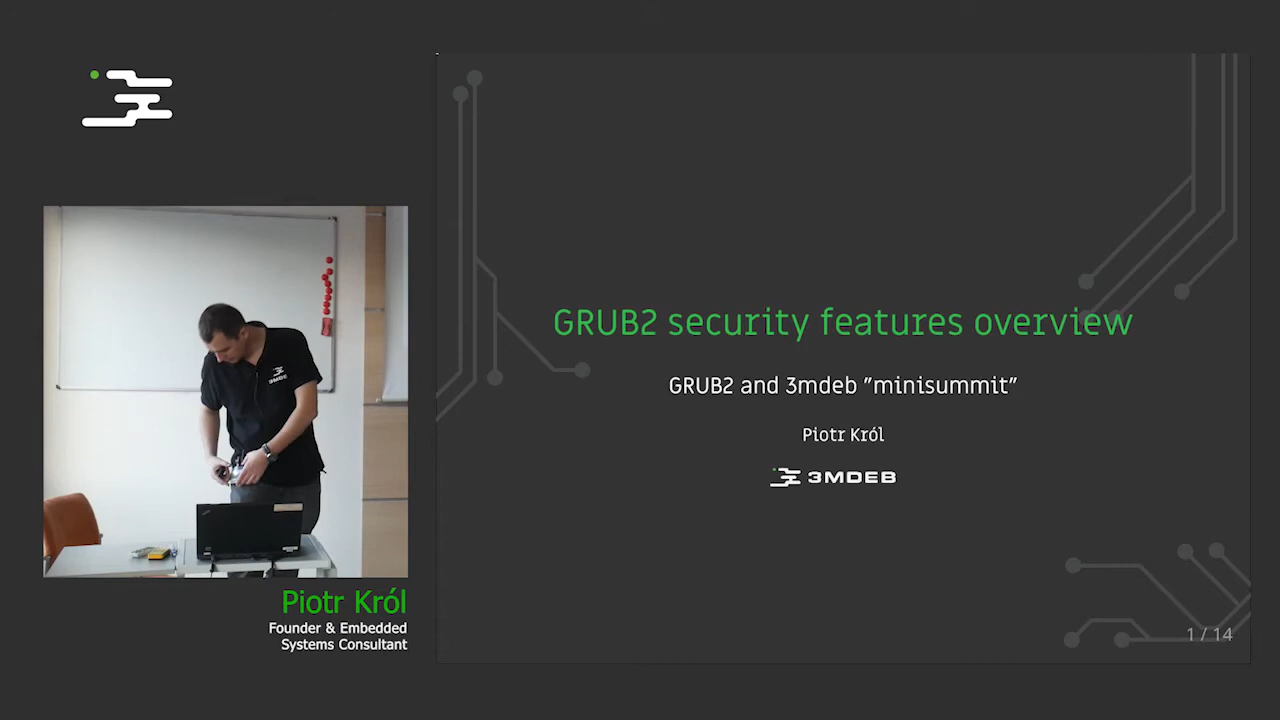 3MDEB
Piotr Król
Founder & Embedded
Systems Consultant
GRUB2 security features overview
GRUB2 and 3mdeb "minisummit"
Piotr Król
3MDEB
1 / 14